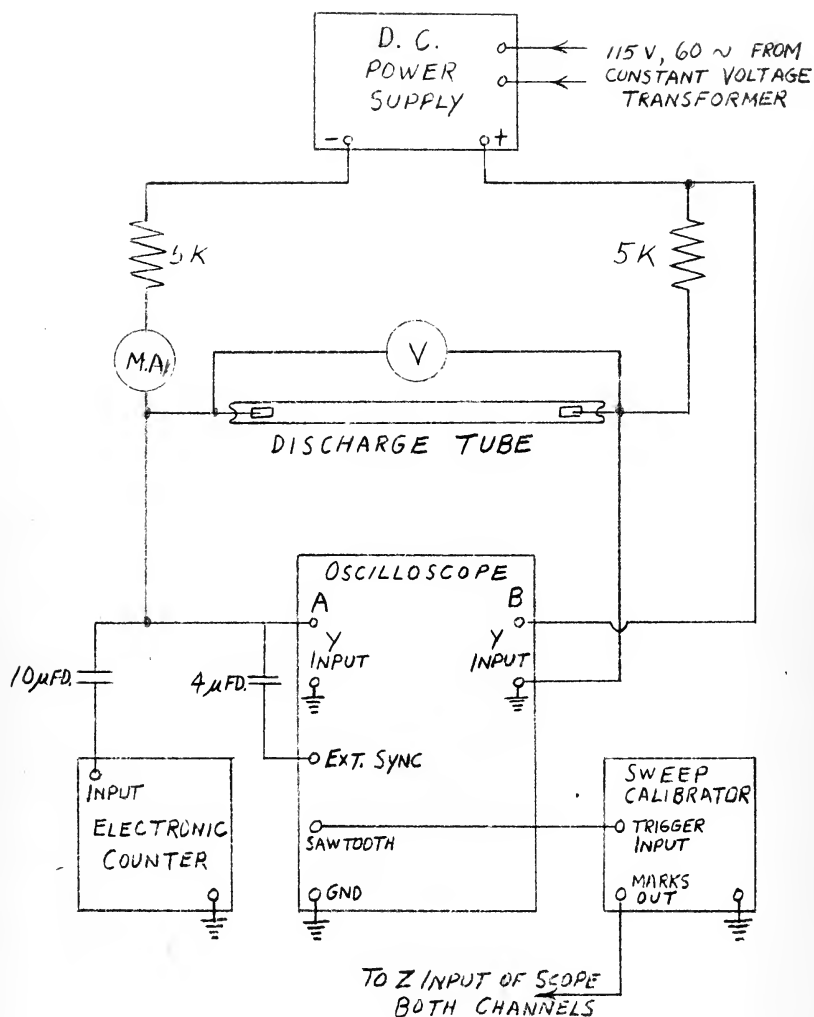 D. C.
POWER
SUPPLY
115 V, 60 ~ FROM
CONSTANT VOLTAGE
TRANSFORMER
- +
5K
5K
M.A.
V
DISCHARGE TUBE
OSCILLOSCOPE
A B
Y
INPUT
Y
INPUT
10 µFD.
4 µFD.
EXT. SYNC
SAWTOOTH
GND
INPUT
ELECTRONIC
COUNTER
SWEEP
CALIBRATOR
TRIGGER
INPUT
MARKS
OUT
TO Z INPUT OF SCOPE
BOTH CHANNELS